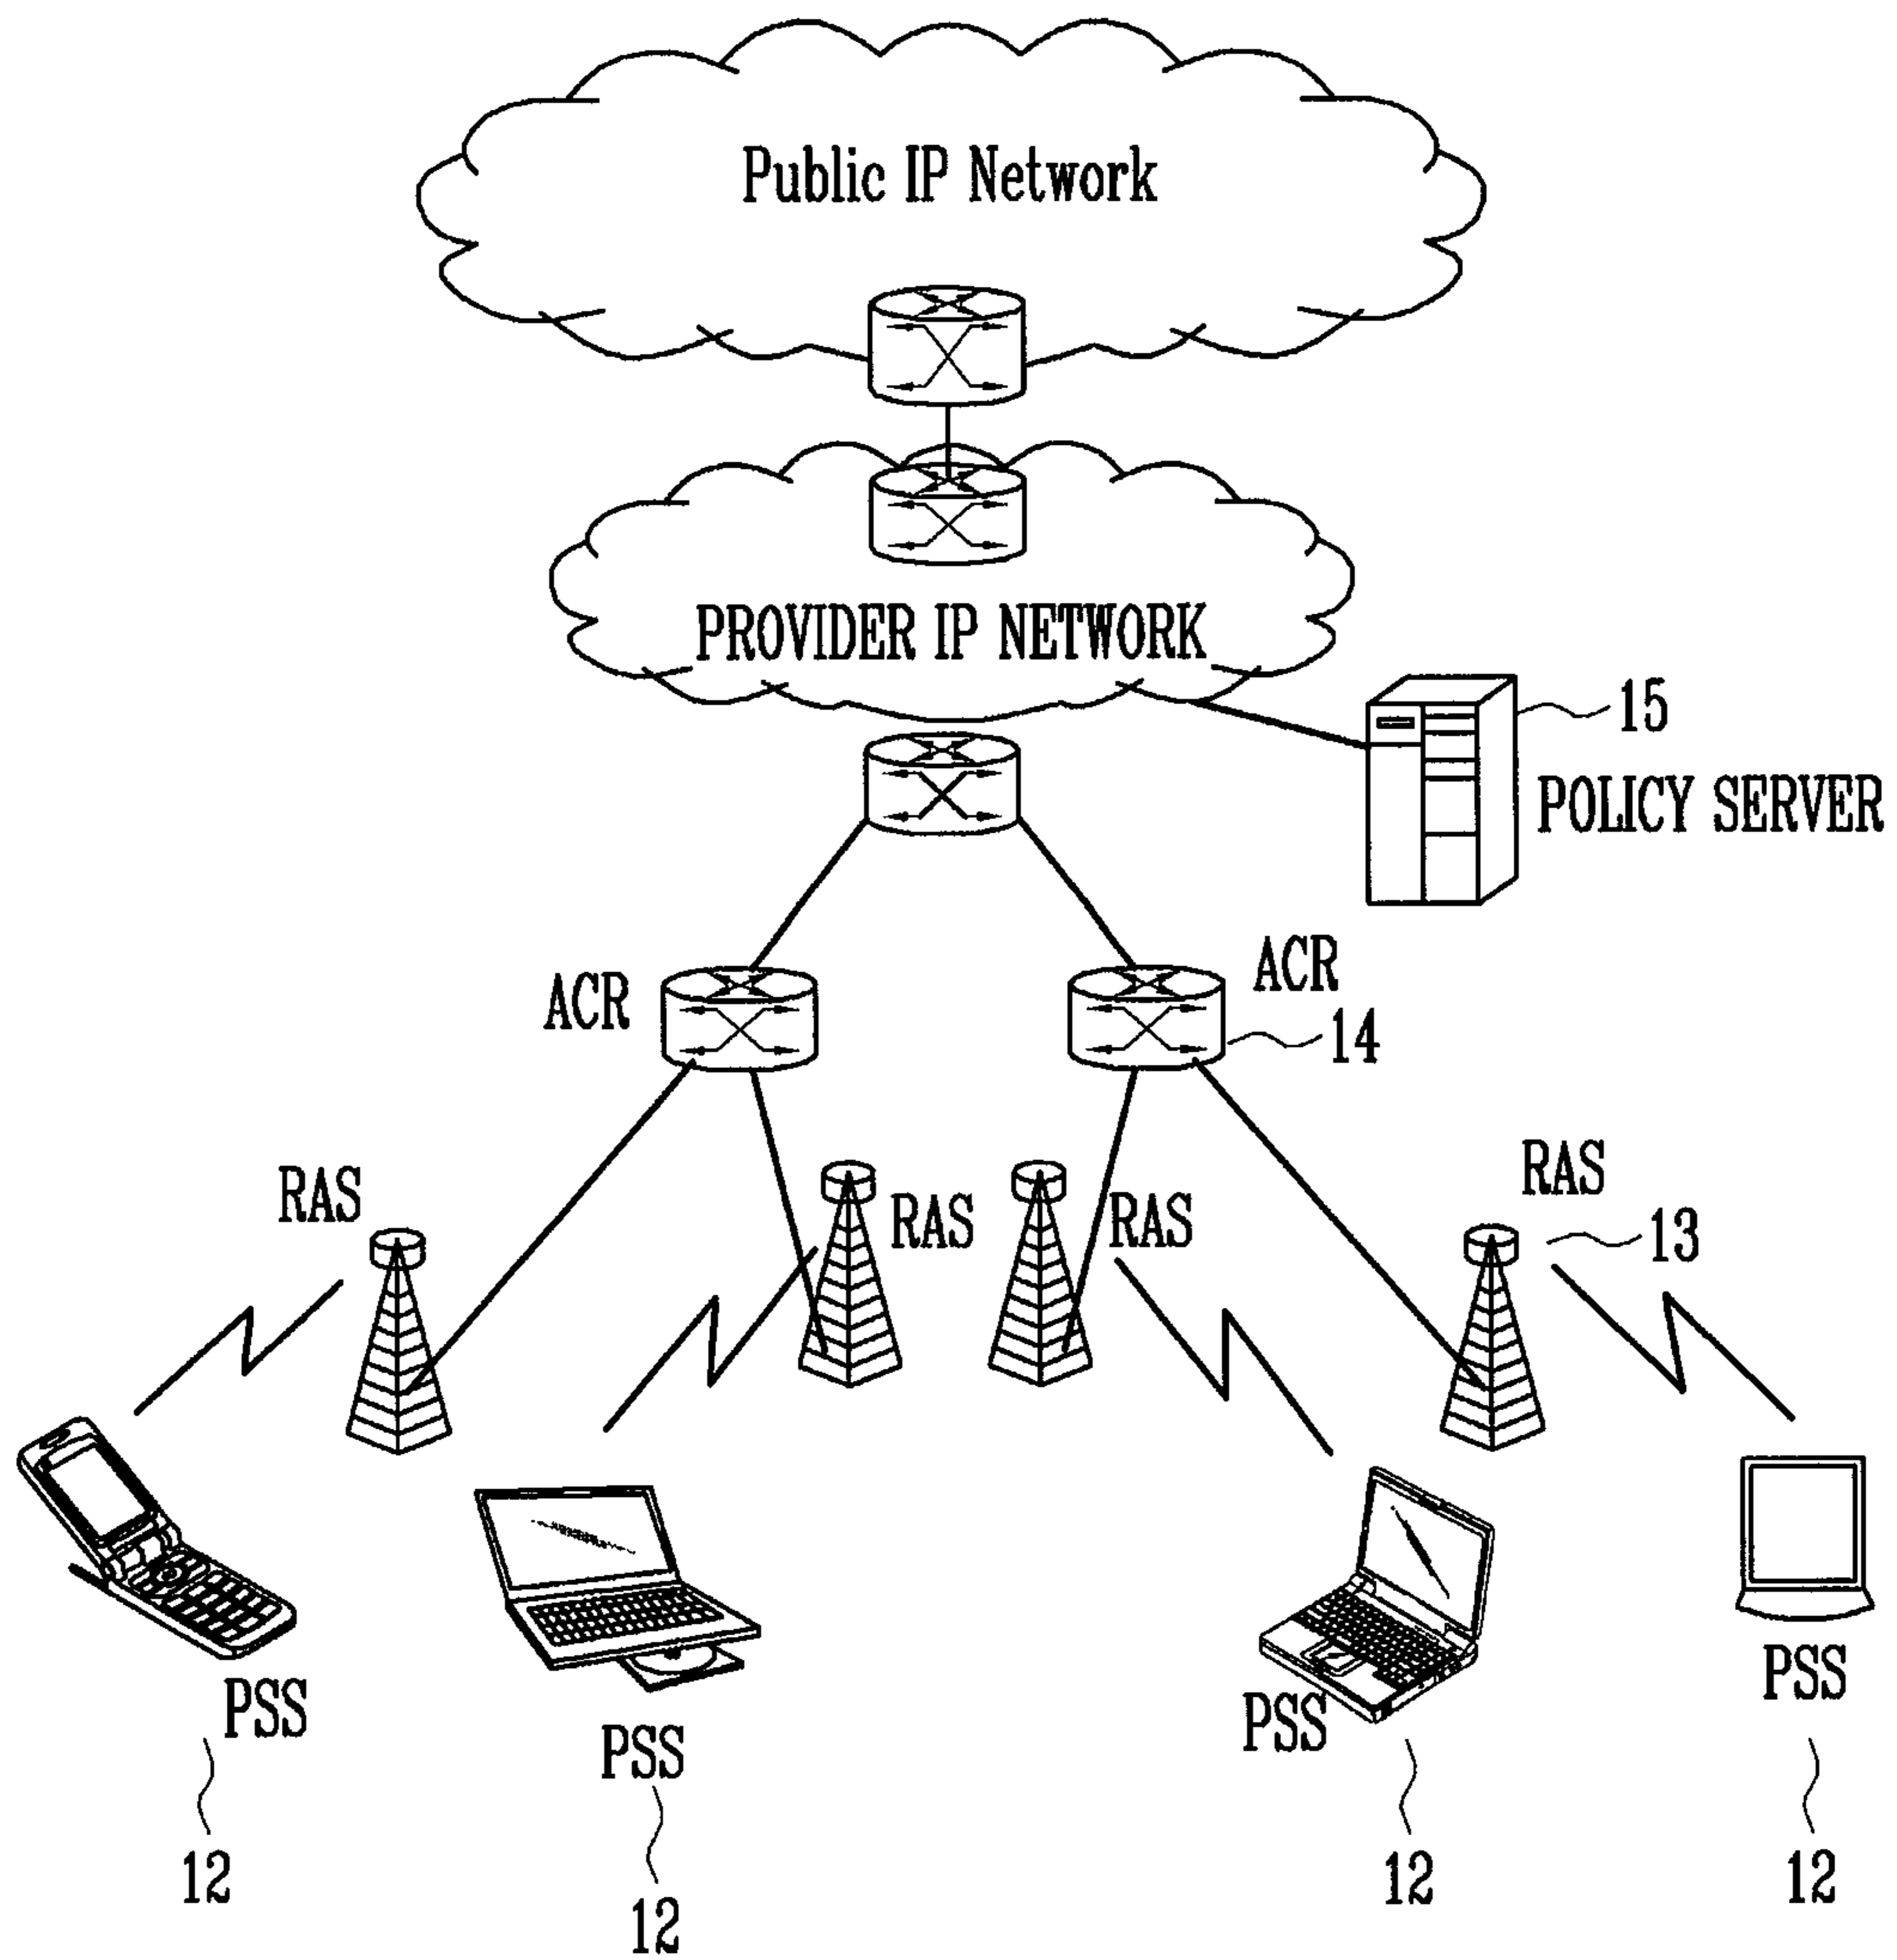 Public IP Network
PROVIDER IP NETWORK
15
POLICY SERVER
ACR
ACR
14
RAS
RAS
RAS
RAS
13
PSS
PSS
PSS
PSS
12
12
12
12